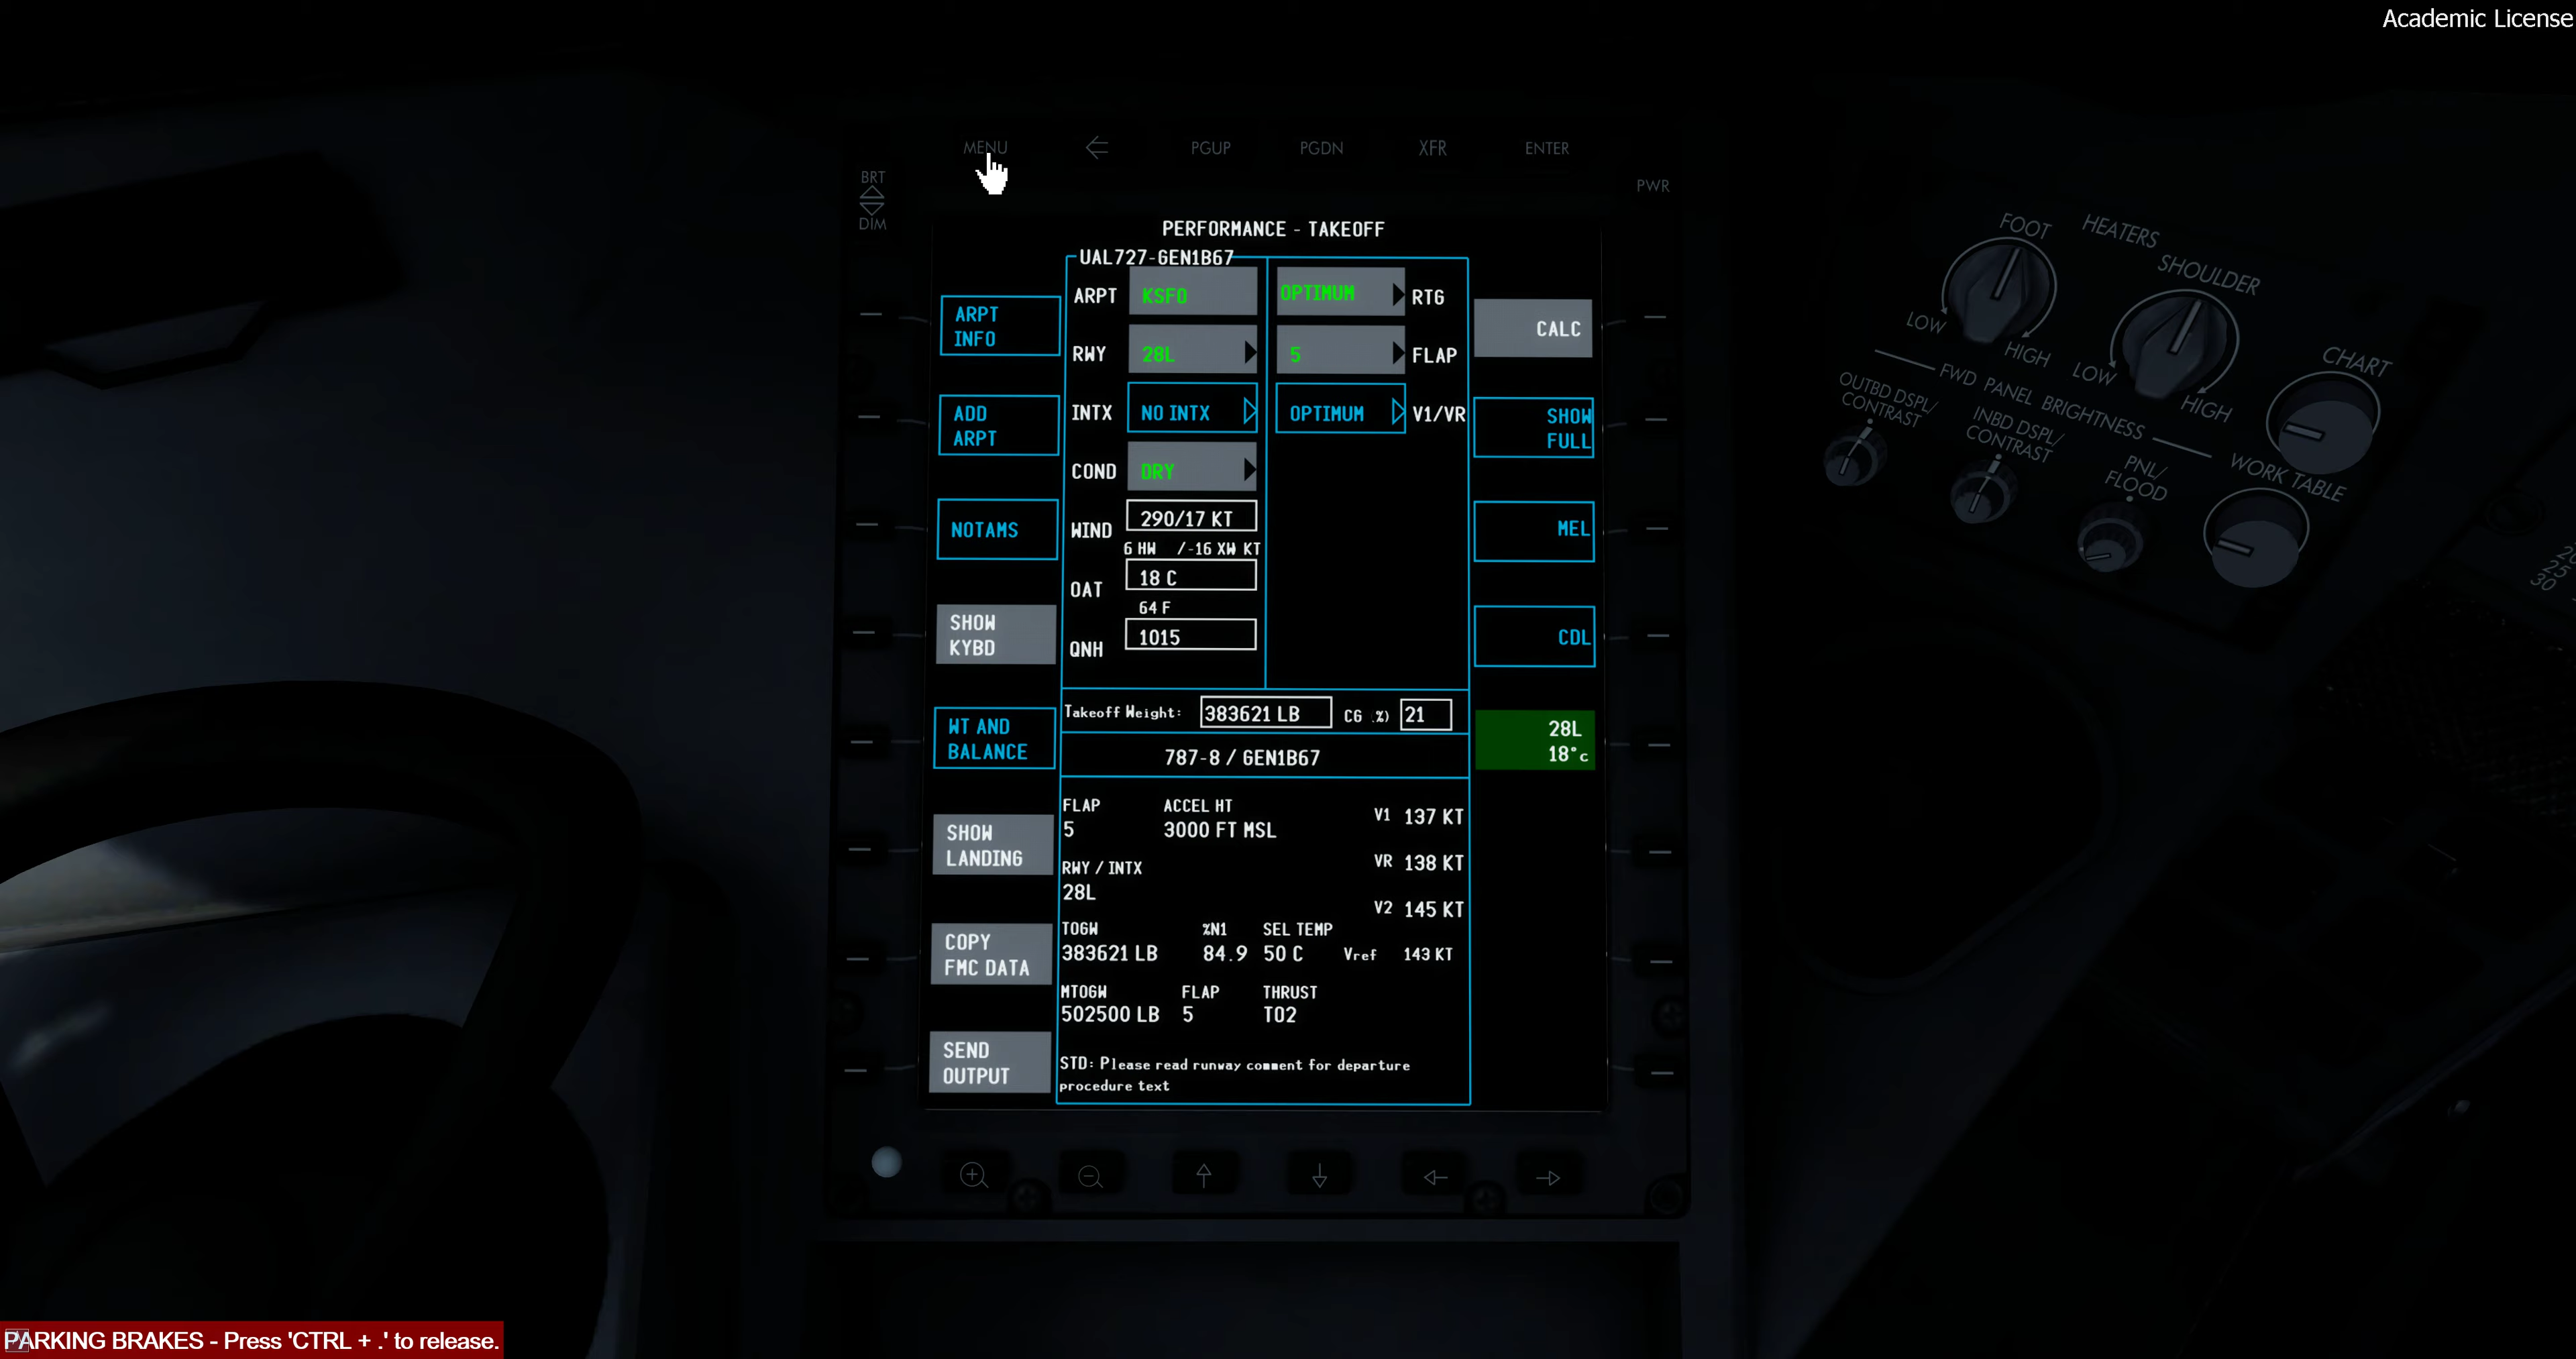 Academic License
MENU
PGUP
PGDN
XFR
ENTER
BRT
DIM
PWR
PERFORMANCE - TAKEOFF
UAL727-GEN1B67
ARPT KSFO
OPTIMUM RTG
RWY 28L
5 FLAP
INTX NO INTX
OPTIMUM V1/VR
COND DRY
WIND 290/17 KT
6 HW /-16 XW KT
OAT 18 C
64 F
QNH 1015
ARPT
INFO
ADD
ARPT
NOTAMS
SHOW
KYBD
WT AND
BALANCE
SHOW
LANDING
COPY
FMC DATA
SEND
OUTPUT
CALC
SHOW
FULL
MEL
CDL
28L
18°c
Takeoff Weight: 383621 LB CG .%) 21
787-8 / GEN1B67
FLAP
5
ACCEL HT
3000 FT MSL
V1 137 KT
VR 138 KT
RWY / INTX
28L
V2 145 KT
TOGW
383621 LB
%N1
84.9
SEL TEMP
50 C
Vref 143 KT
MTOGW
502500 LB
FLAP
5
THRUST
TO2
STD: Please read runway comment for departure
procedure text
FOOT
HEATERS
SHOULDER
LOW
HIGH
LOW
HIGH
CHART
FWD PANEL BRIGHTNESS
OUTBD DSPL/
CONTRAST
INBD DSPL/
CONTRAST
PNL/
FLOOD
WORK TABLE
20
25
30
PARKING BRAKES - Press 'CTRL + .' to release.